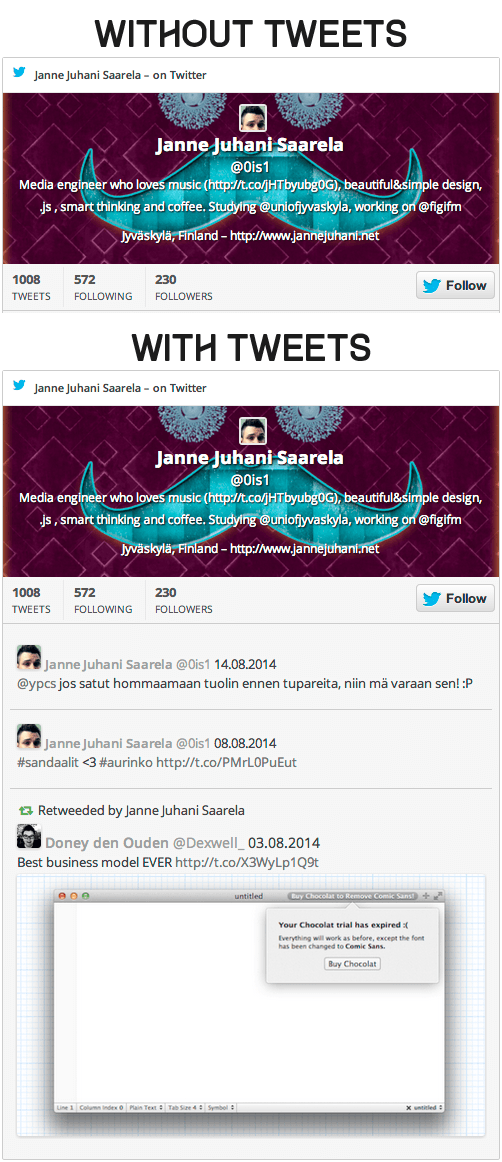 WITHOUT TWEETS
Janne Juhani Saarela – on Twitter
Janne Juhani Saarela
@0is1
Media engineer who loves music (http://t.co/jHTbyubg0G), beautiful&simple design,
.js , smart thinking and coffee. Studying @uniofjyvaskyla, working on @figifm
Jyväskylä, Finland – http://www.jannejuhani.net
1008 572 230
TWEETS FOLLOWING FOLLOWERS
Follow
WITH TWEETS
Janne Juhani Saarela – on Twitter
Janne Juhani Saarela
@0is1
Media engineer who loves music (http://t.co/jHTbyubg0G), beautiful&simple design,
.js , smart thinking and coffee. Studying @uniofjyvaskyla, working on @figifm
Jyväskylä, Finland – http://www.jannejuhani.net
1008 572 230
TWEETS FOLLOWING FOLLOWERS
Follow
Janne Juhani Saarela @0is1 14.08.2014
@ypcs jos satut hommaamaan tuolin ennen tupareita, niin mä varaan sen! :P
Janne Juhani Saarela @0is1 08.08.2014
#sandaalit <3 #aurinko http://t.co/PMrL0PuEut
Retweeted by Janne Juhani Saarela
Doney den Ouden @Dexwell_ 03.08.2014
Best business model EVER http://t.co/X3WyLp1Q9t
untitled Buy Chocolat to Remove Comic Sans!
Your Chocolat trial has expired :(
Everything will work as before, except the font
has been changed to Comic Sans.
Buy Chocolat
Line 1 Column Index 0 Plain Text Tab Size 4 Symbol untitled